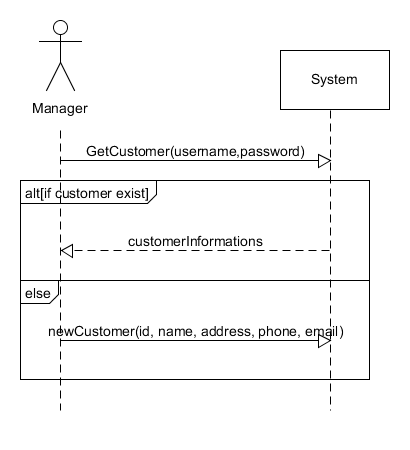 Manager
System
GetCustomer(username,password)
alt[if customer exist]
customerInformations
else
newCustomer(id, name, address, phone, email)